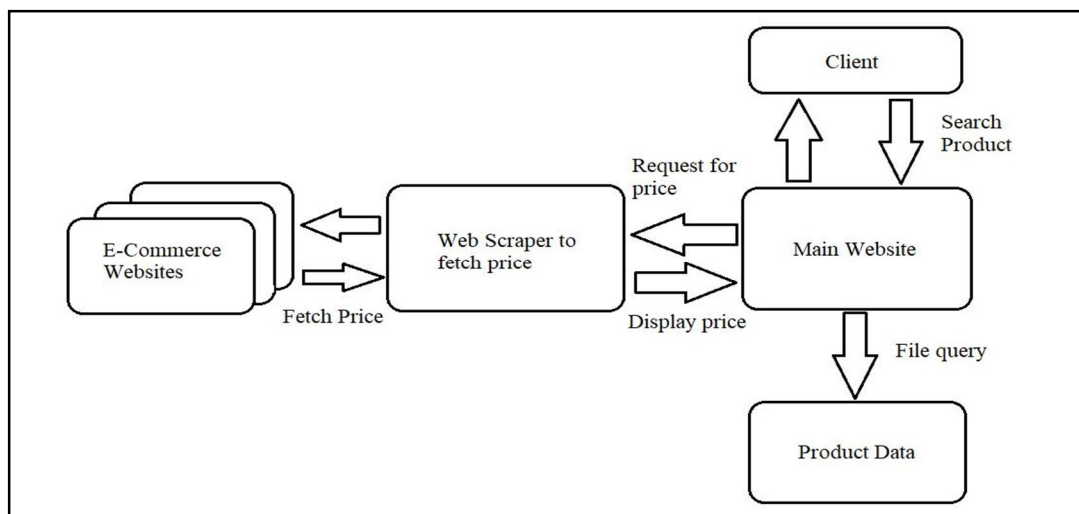 Client
Search
Product
Request for
price
E-Commerce
Websites
Web Scraper to
fetch price
Main Website
Fetch Price
Display price
File query
Product Data